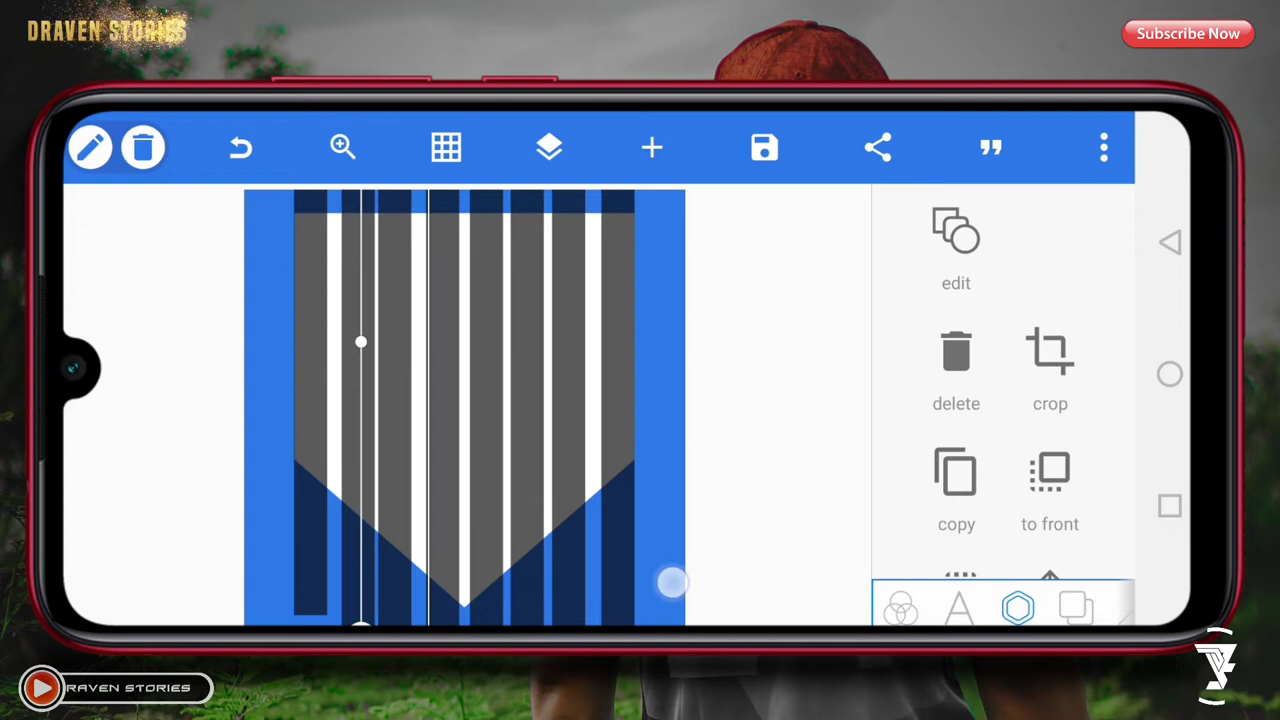 DRAVEN STORIES
Subscribe Now
edit
delete
crop
copy
to front
RAVEN STORIES